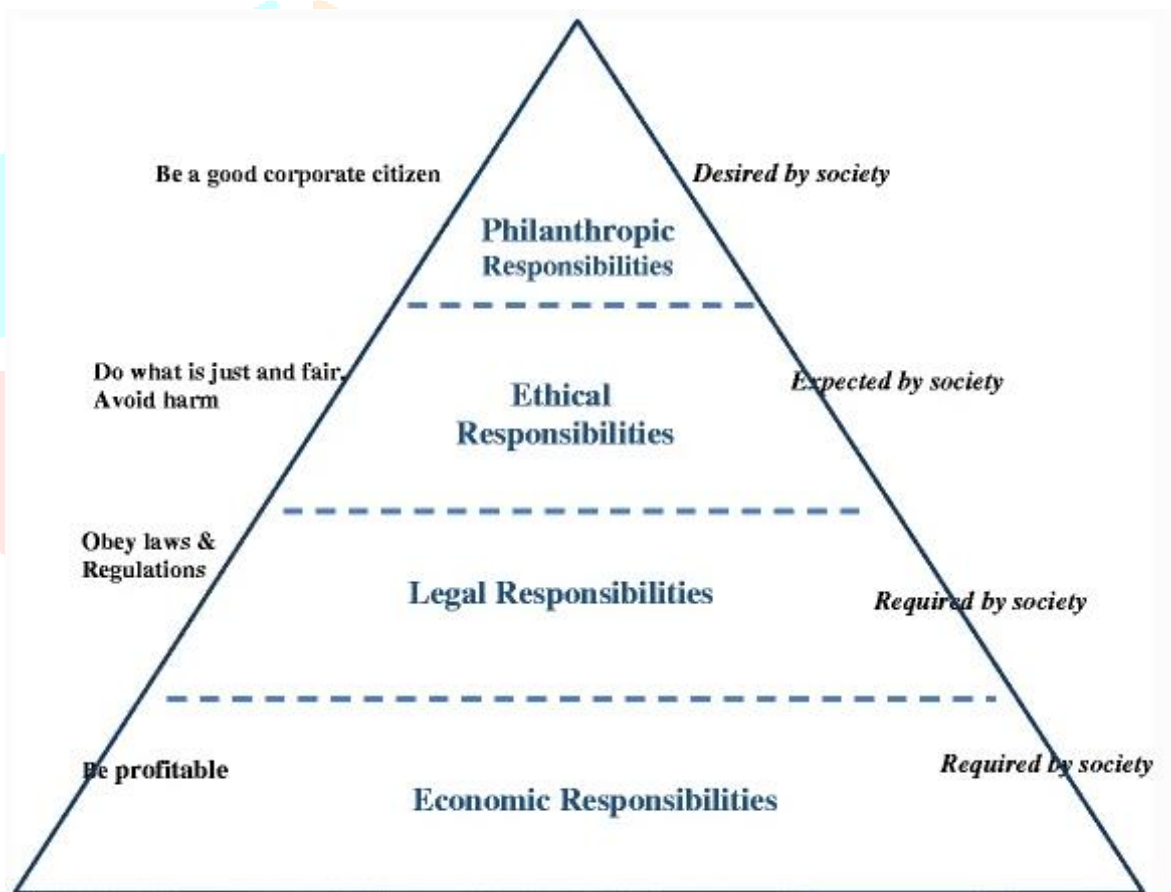 Be a good corporate citizen
Desired by society
Philanthropic
Responsibilities
Do what is just and fair,
Avoid harm
Expected by society
Ethical
Responsibilities
Obey laws &
Regulations
Legal Responsibilities
Required by society
Be profitable
Required by society
Economic Responsibilities